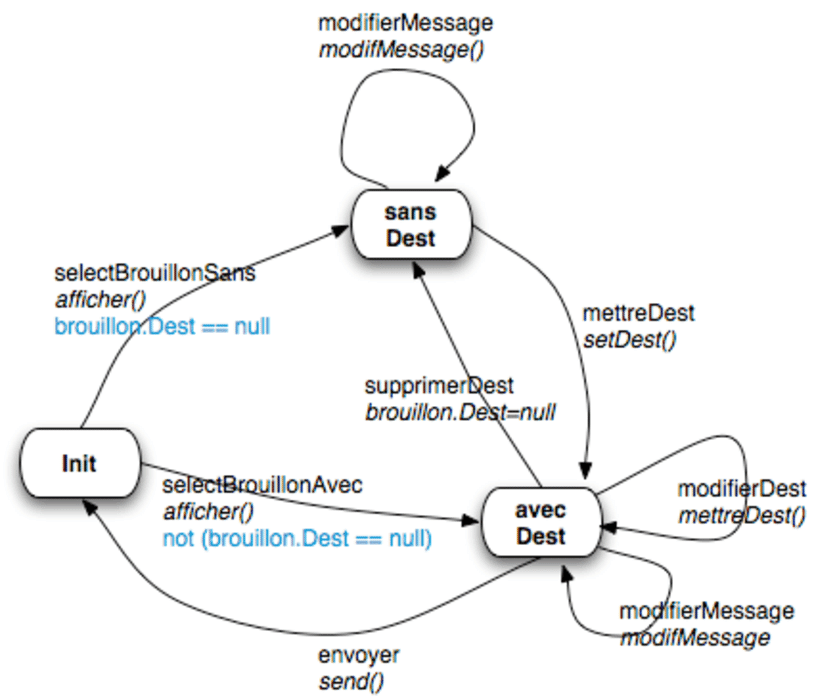 modifierMessage
modifMessage()
sans
Dest
selectBrouillonSans
afficher()
brouillon.Dest == null
mettreDest
setDest()
supprimerDest
brouillon.Dest=null
Init
selectBrouillonAvec
afficher()
not (brouillon.Dest == null)
avec
Dest
modifierDest
mettreDest()
modifierMessage
modifMessage
envoyer
send()